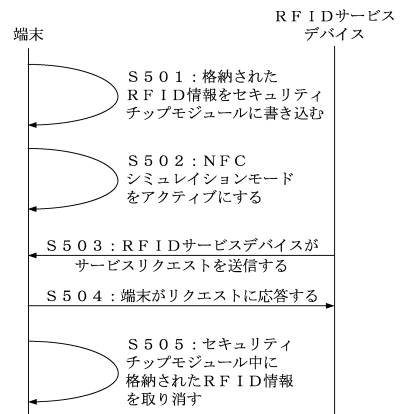 端末
ＲＦＩＤサービス
デバイス
Ｓ５０１：格納された
ＲＦＩＤ情報をセキュリティ
チップモジュールに書き込む
Ｓ５０２：ＮＦＣ
シミュレイションモード
をアクティブにする
Ｓ５０３：ＲＦＩＤサービスデバイスが
サービスリクエストを送信する
Ｓ５０４：端末がリクエストに応答する
Ｓ５０５：セキュリティ
チップモジュール中に
格納されたＲＦＩＤ情報
を取り消す